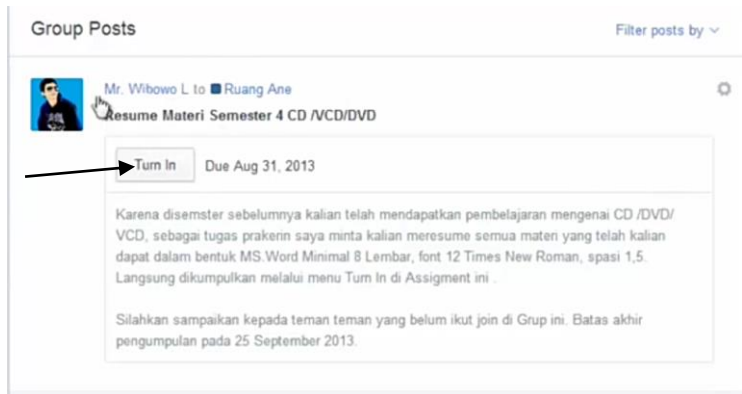 Group Posts
Filter posts by
Mr. Wibowo L to Ruang Ane
Resume Materi Semester 4 CD /VCD/DVD
Turn In Due Aug 31, 2013
Karena disemster sebelumnya kalian telah mendapatkan pembelajaran mengenai CD /DVD/
VCD, sebagai tugas prakerin saya minta kalian meresume semua materi yang telah kalian
dapat dalam bentuk MS.Word Minimal 8 Lembar, font 12 Times New Roman, spasi 1,5.
Langsung dikumpulkan melalui menu Turn In di Assigment ini .
Silahkan sampaikan kepada teman teman yang belum ikut join di Grup ini. Batas akhir
pengumpulan pada 25 September 2013.